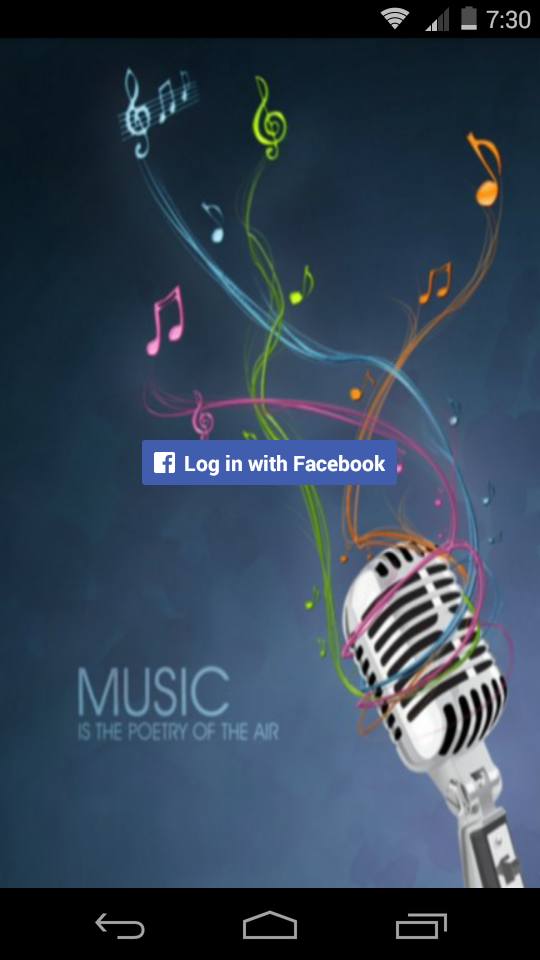 7:30
Log in with Facebook
MUSIC
IS THE POETRY OF THE AIR